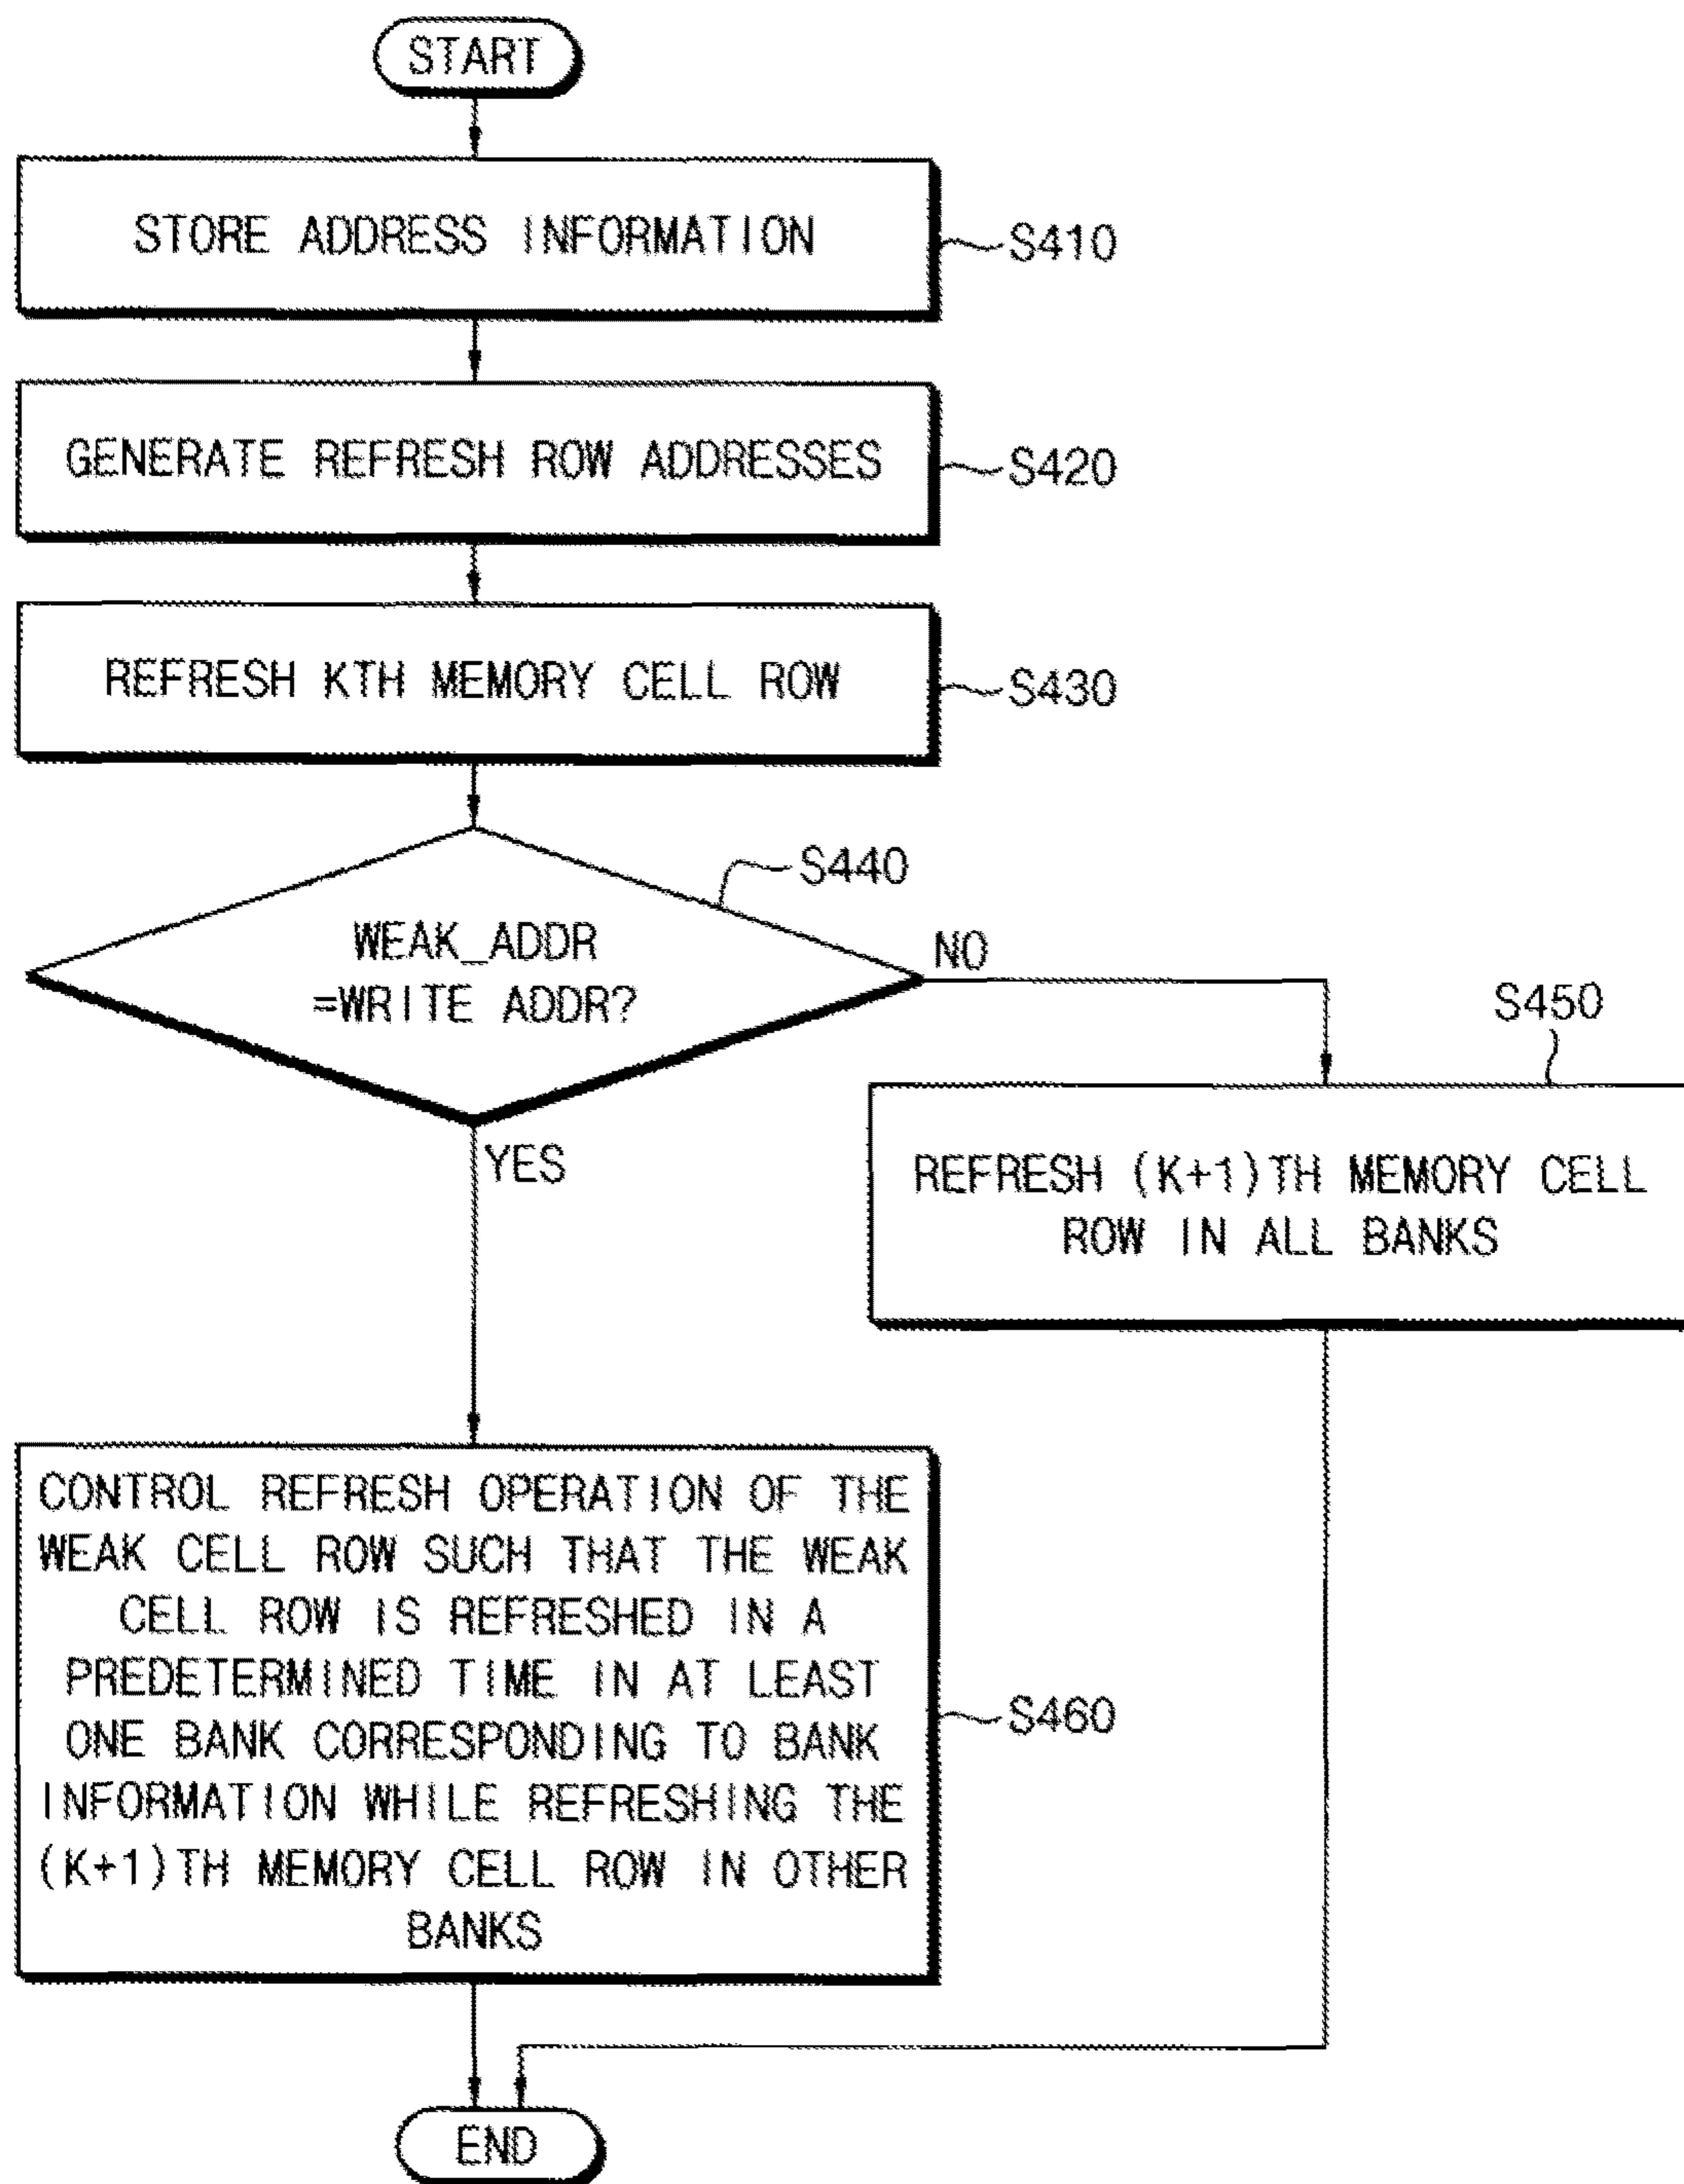 START
STORE ADDRESS INFORMATION
S410
GENERATE REFRESH ROW ADDRESSES
S420
REFRESH KTH MEMORY CELL ROW
S430
S440
WEAK_ADDR
=WRITE ADDR?
NO
YES
S450
REFRESH (K+1)TH MEMORY CELL
ROW IN ALL BANKS
CONTROL REFRESH OPERATION OF THE
WEAK CELL ROW SUCH THAT THE WEAK
CELL ROW IS REFRESHED IN A
PREDETERMINED TIME IN AT LEAST
ONE BANK CORRESPONDING TO BANK
INFORMATION WHILE REFRESHING THE
(K+1)TH MEMORY CELL ROW IN OTHER
BANKS
S460
END